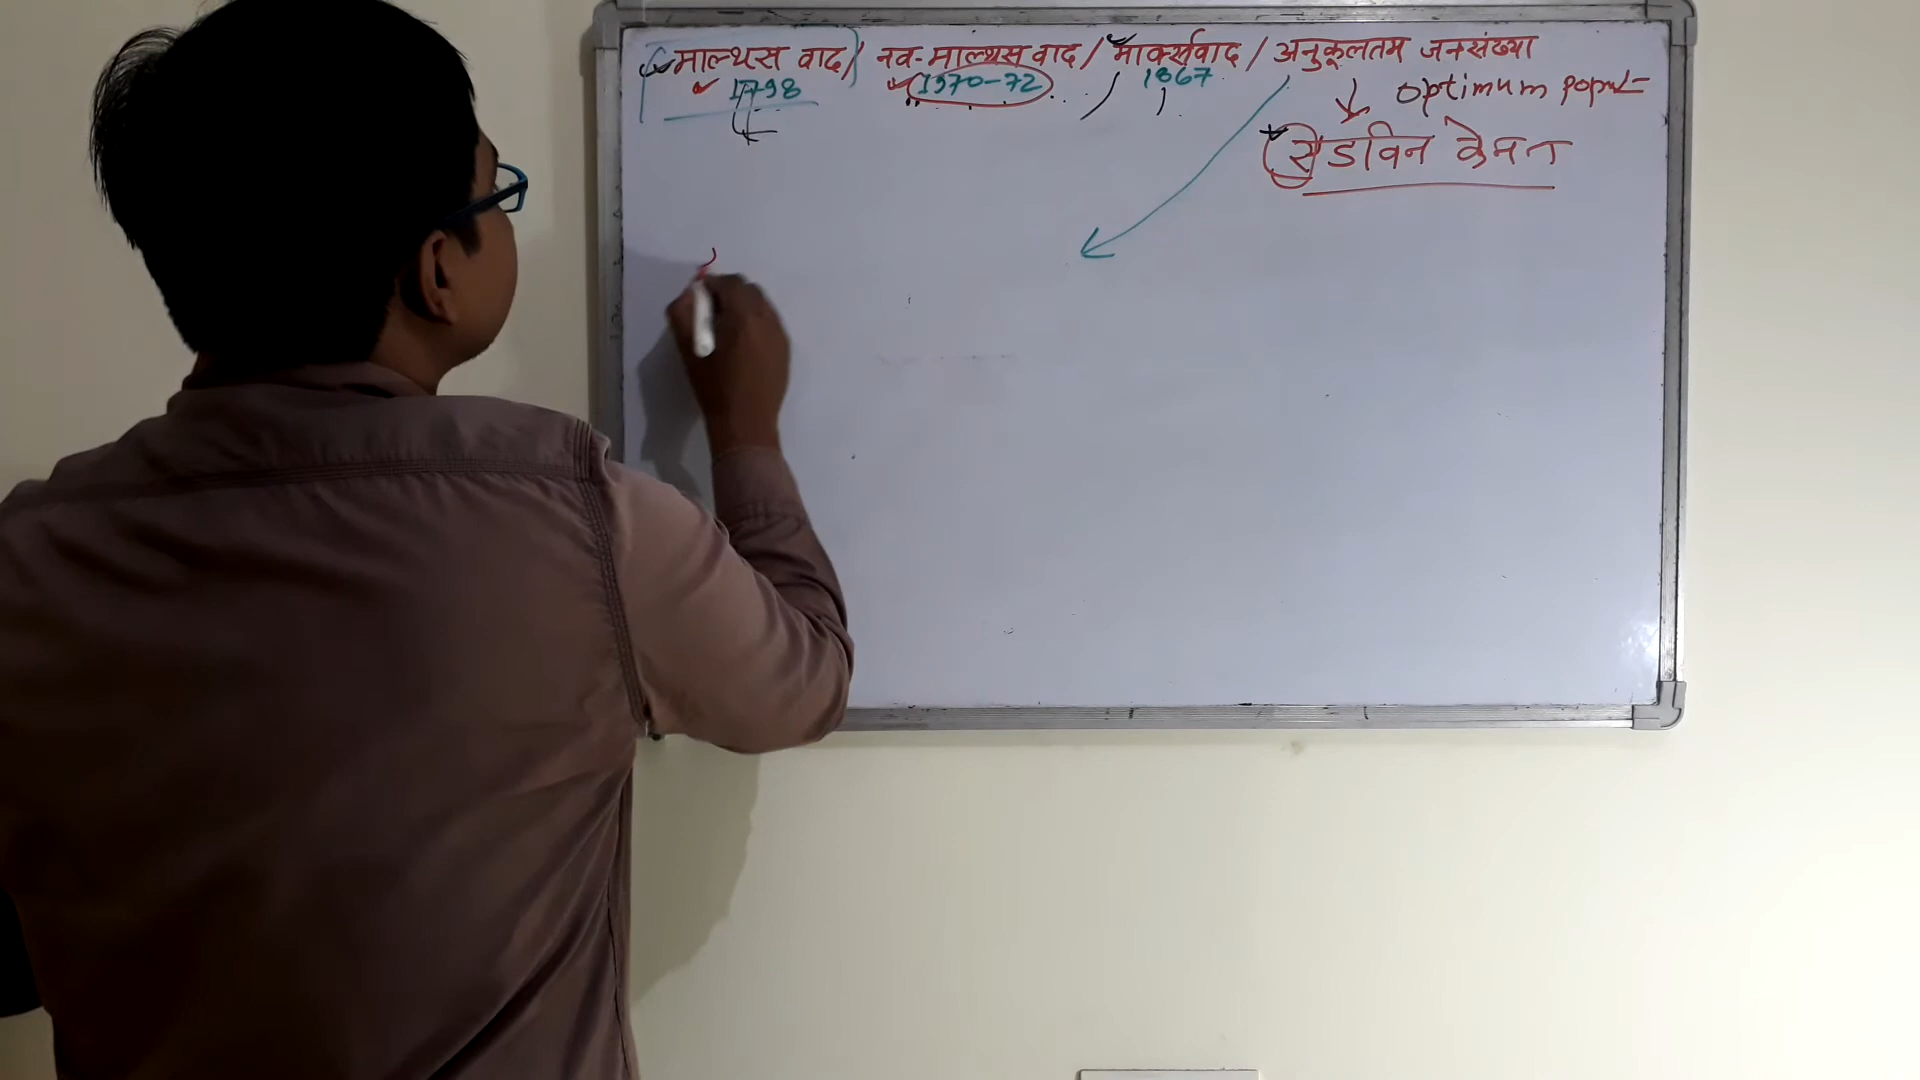 माल्थस वाद / नव-माल्थस वाद / मार्क्सवाद / अनुकूलतम जनसंख्या
1798 1970-72 1867 optimum popul-
एडविन केनन